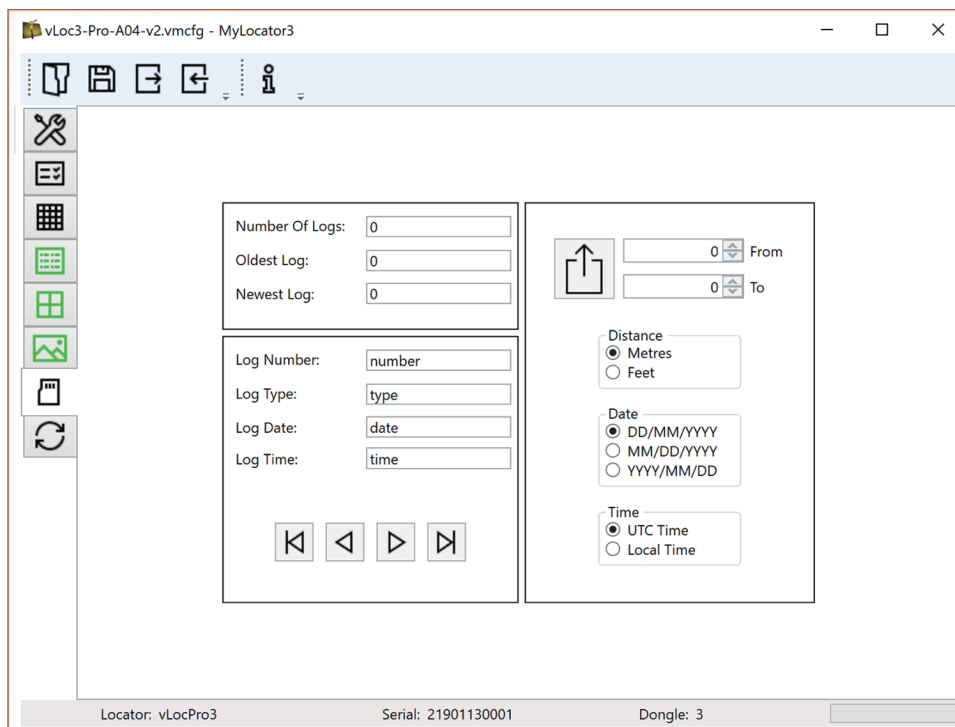 vLoc3-Pro-A04-v2.vmcfg - MyLocator3
Number Of Logs: 0
Oldest Log: 0
Newest Log: 0
Log Number: number
Log Type: type
Log Date: date
Log Time: time
0 From
0 To
Distance
Metres
Feet
Date
DD/MM/YYYY
MM/DD/YYYY
YYYY/MM/DD
Time
UTC Time
Local Time
Locator: vLocPro3 Serial: 21901130001 Dongle: 3